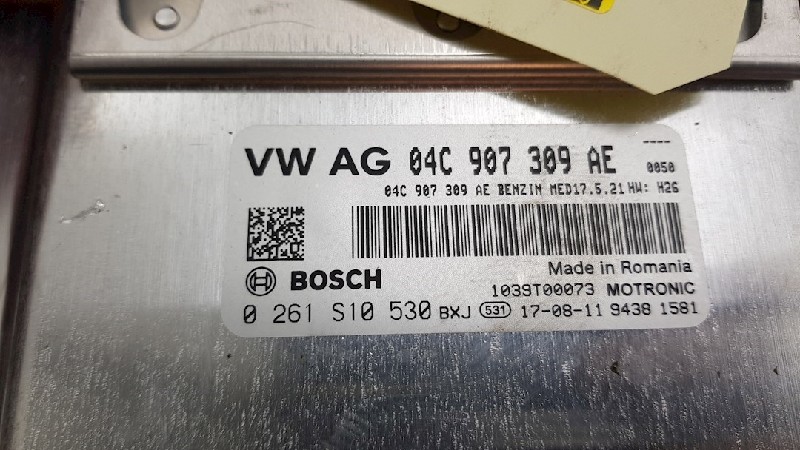 VW AG 04C 907 309 AE ----
0050
04C 907 309 AE BENZIN MED17.5.21 HW: H26
Made in Romania
BOSCH
1039T00073 MOTRONIC
0 261 S10 530 BXJ 531 17-08-11 9438 1581